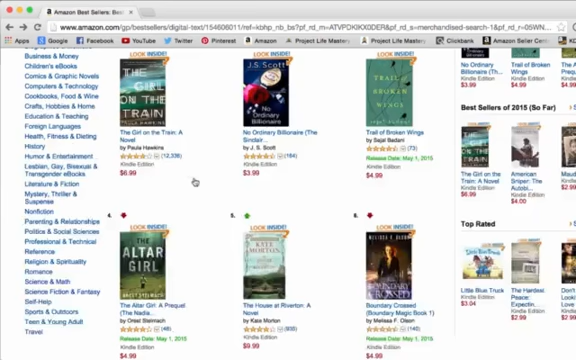 Amazon Best Sellers: Best
www.amazon.com/gp/bestsellers/digital-text/154606011/ref=kbhp_nb_bs?pf_rd_m=ATVPDKIKX0DER&pf_rd_s=merchandised-search-1&pf_rd_r=05WN...
Apps
Bookmarks
Facebook
YouTube
Twitter
Pinterest
Project Life Mastery
Project Life Mastery
Clickbank
Amazon Seller Cent
Business & Money
Children's eBooks
Comics & Graphic Novels
Computers & Technology
Cookbooks, Food & Wine
Crafts, Hobbies & Home
Education & Teaching
Foreign Languages
Health, Fitness & Dieting
History
Humor & Entertainment
Lesbian, Gay, Bisexual &
Transgender eBooks
Literature & Fiction
Mystery, Thriller &
Suspense
Nonfiction
Parenting & Relationships
Politics & Social Sciences
Professional & Technical
Reference
Religion & Spirituality
Romance
Science & Math
Science Fiction & Fantasy
Self-Help
Sports & Outdoors
Teen & Young Adult
Travel
LOOK INSIDE!
THE
GIRL
ON THE
TRAIN
The Girl on the Train: A
Novel
by Paula Hawkins
(12,336)
Kindle Edition
$6.99
LOOK INSIDE!
J.S. Scott
No Ordinary
Billionaire
No Ordinary Billionaire (The
Sinclair...
by J. S. Scott
(184)
Kindle Edition
$3.99
LOOK INSIDE!
TRAIL
of
BROKEN
WINGS
Trail of Broken Wings
by Sejal Badani
(73)
Release Date: May 1, 2015
Kindle Edition
$4.99
4.
LOOK INSIDE!
THE
ALTAR
GIRL
The Altar Girl: A Prequel
(The Nadia...
by Orest Stelmach
(48)
Release Date: May 1, 2015
Kindle Edition
$4.99
5.
LOOK INSIDE!
KATE
MORTON
The House at Riverton: A
Novel
by Kate Morton
Kindle Edition
$9.99
6.
LOOK INSIDE!
MELISSA F. OLSON
BOUNDARY
CROSSED
Boundary Crossed
(Boundary Magic Book 1)
by Melissa F. Olson
(140)
Release Date: May 1, 2015
Kindle Edition
$4.99
No Ordinary
Billionaire (Th...
Kindle Edition
Trail of Broken
Wings
Kindle Edition
Best Sellers of 2015 (So Far)
The Girl on the
Train: A Novel
Kindle Edition
$6.99
American
Sniper: The
Autobi...
Kindle Edition
$4.00
Top Rated
Little Blue Truck
$3.04
The Hardest
Peace:
Expectin...
Kindle Edition
$2.99